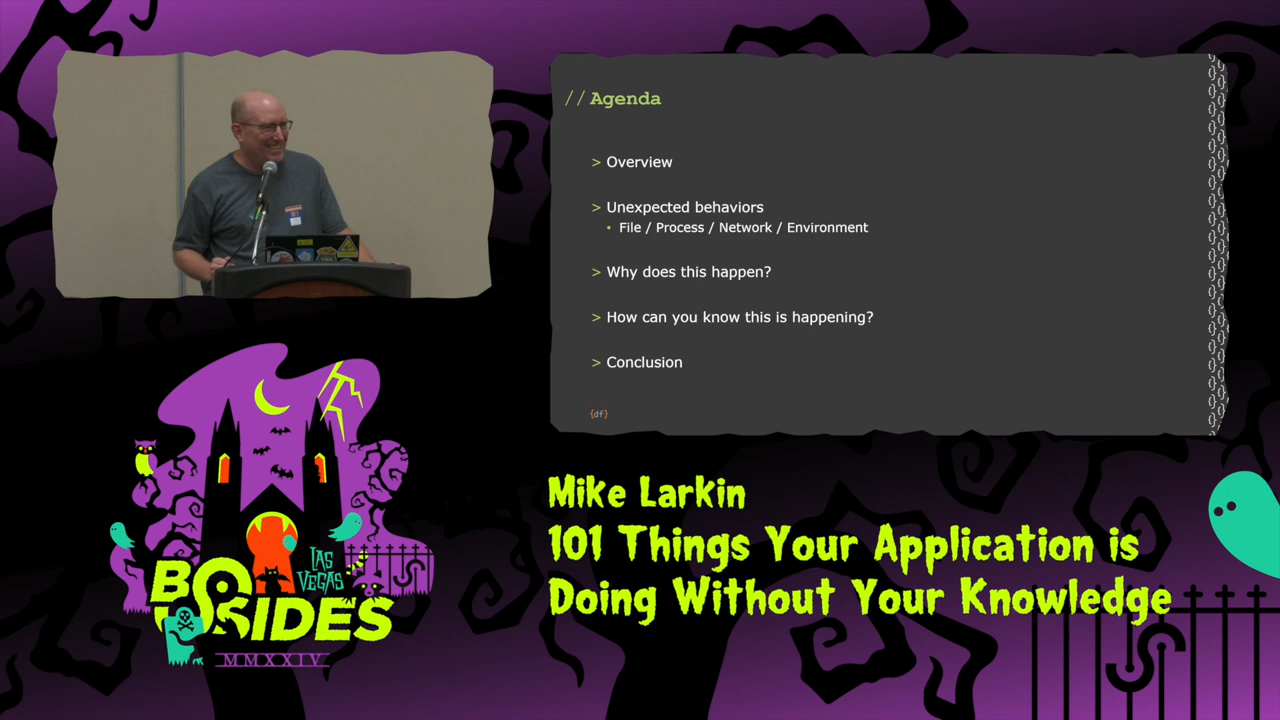 // Agenda
> Overview
> Unexpected behaviors
• File / Process / Network / Environment
> Why does this happen?
> How can you know this is happening?
> Conclusion
{df}
Mike Larkin
101 Things Your Application is
Doing Without Your Knowledge
LAS
VEGAS
BSIDES
MMXXIV